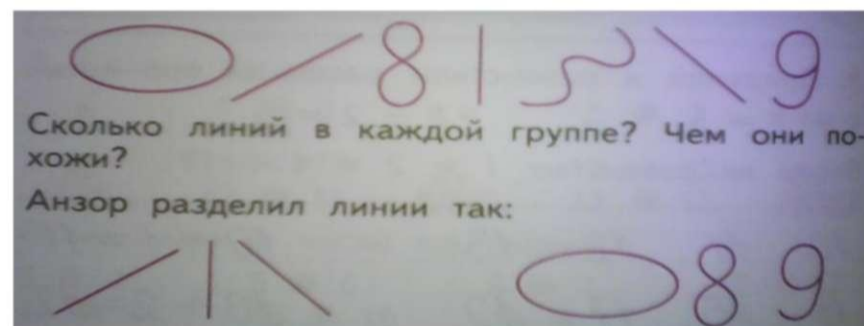 8 9
Сколько линий в каждой группе? Чем они по-
хожи?
Анзор разделил линии так:
8 9